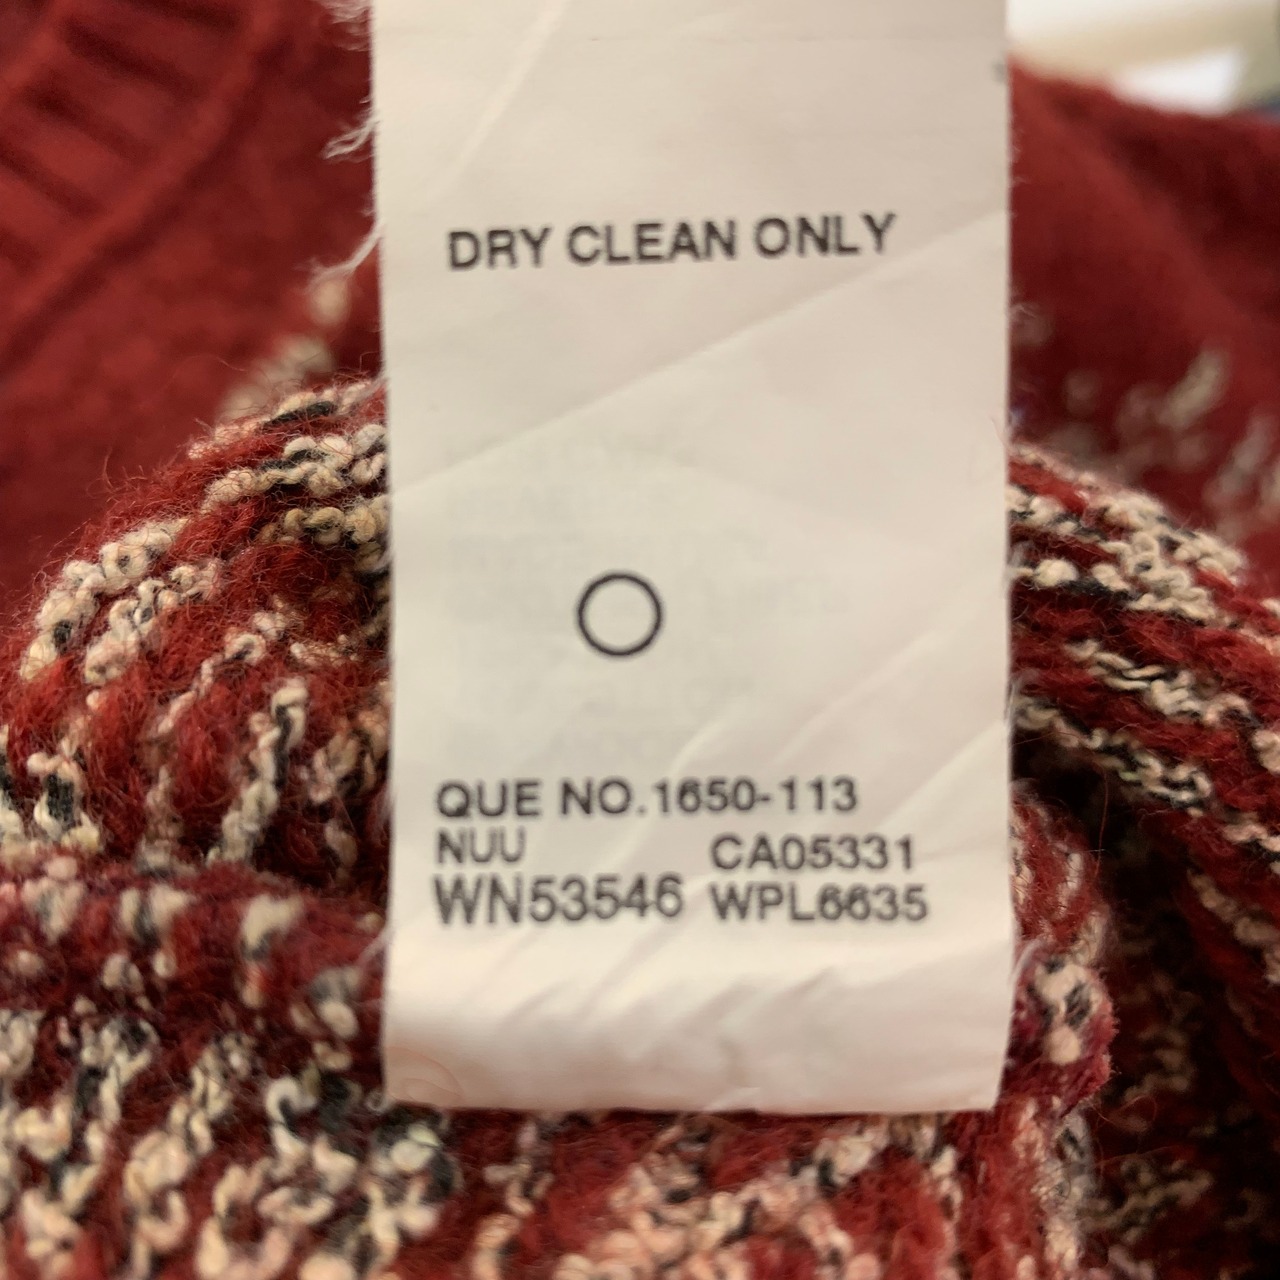 DRY CLEAN ONLY
QUE NO.1650-113
NUU CA05331
WN53546 WPL6635